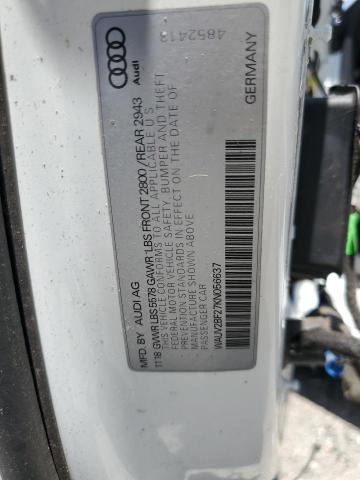 Audi
4852413
GERMANY
MFD. BY AUDI AG
11 18 GVWR LBS 5578 GAWR LBS FRONT 2800 / REAR 2943
THIS VEHICLE CONFORMS TO ALL APPLICABLE U S
FEDERAL MOTOR VEHICLE SAFETY, BUMPER AND THEFT
PREVENTION STANDARDS IN EFFECT ON THE DATE OF
MANUFACTURE SHOWN ABOVE
PASSENGER CAR
WAUV2BF27KN056637